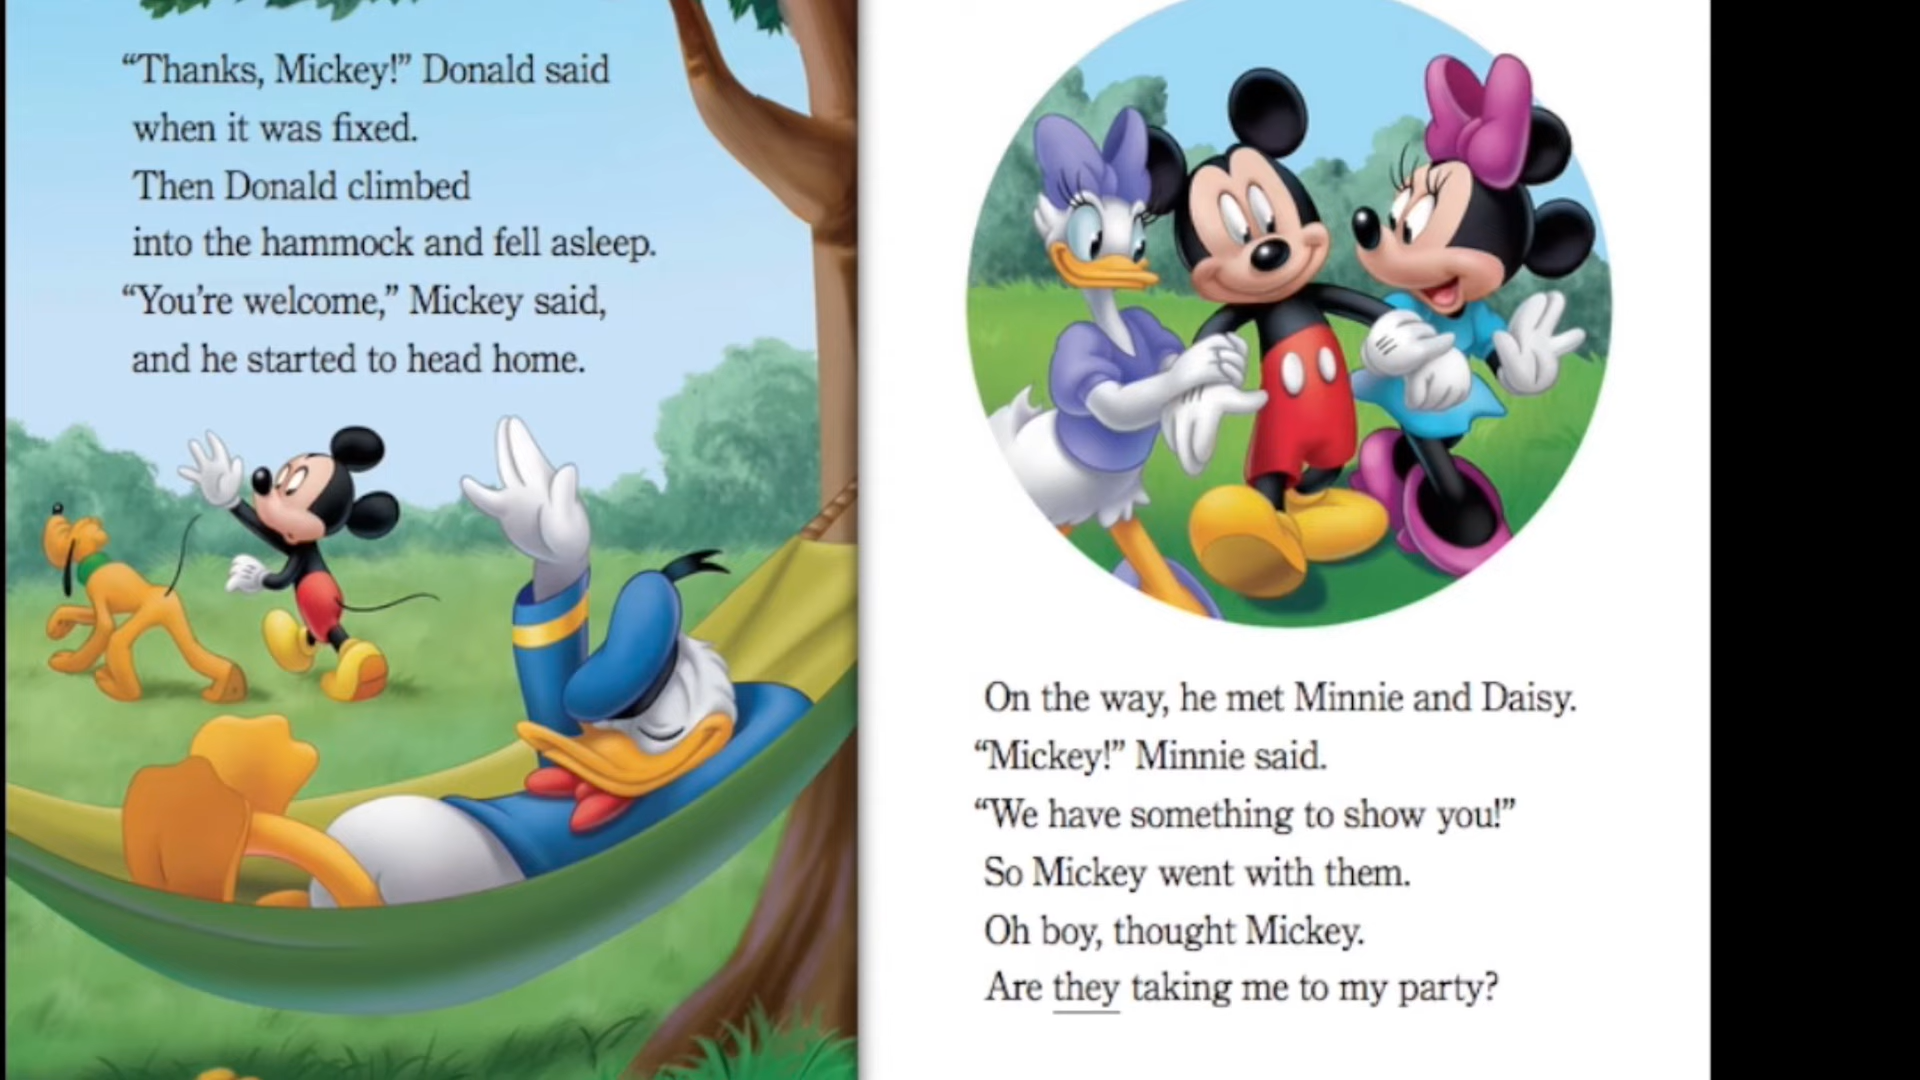 “Thanks, Mickey!” Donald said
when it was fixed.
Then Donald climbed
into the hammock and fell asleep.
“You’re welcome,” Mickey said,
and he started to head home.
On the way, he met Minnie and Daisy.
“Mickey!” Minnie said.
“We have something to show you!”
So Mickey went with them.
Oh boy, thought Mickey.
Are they taking me to my party?